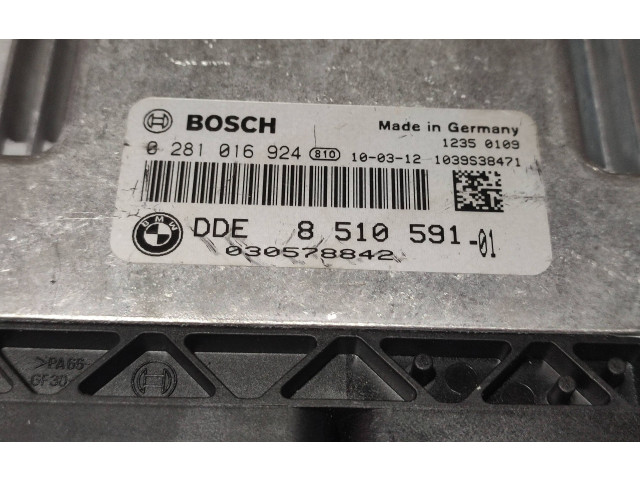 BOSCH Made in Germany
1235 0109
0 281 016 924 810 10-03-12 1039S38471
BMW DDE 8 510 591-01
030578842
>PA66
GF30